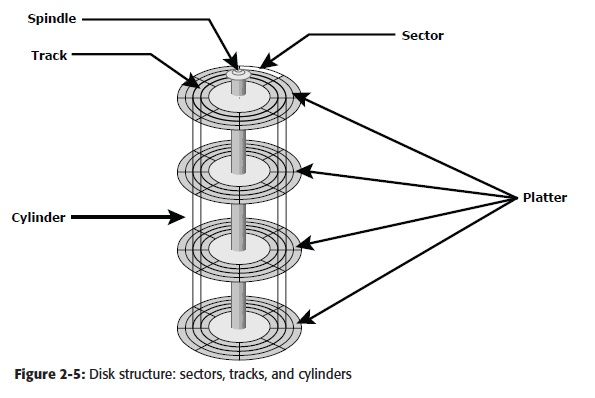 Spindle
Sector
Track
Platter
Cylinder
Figure 2-5: Disk structure: sectors, tracks, and cylinders